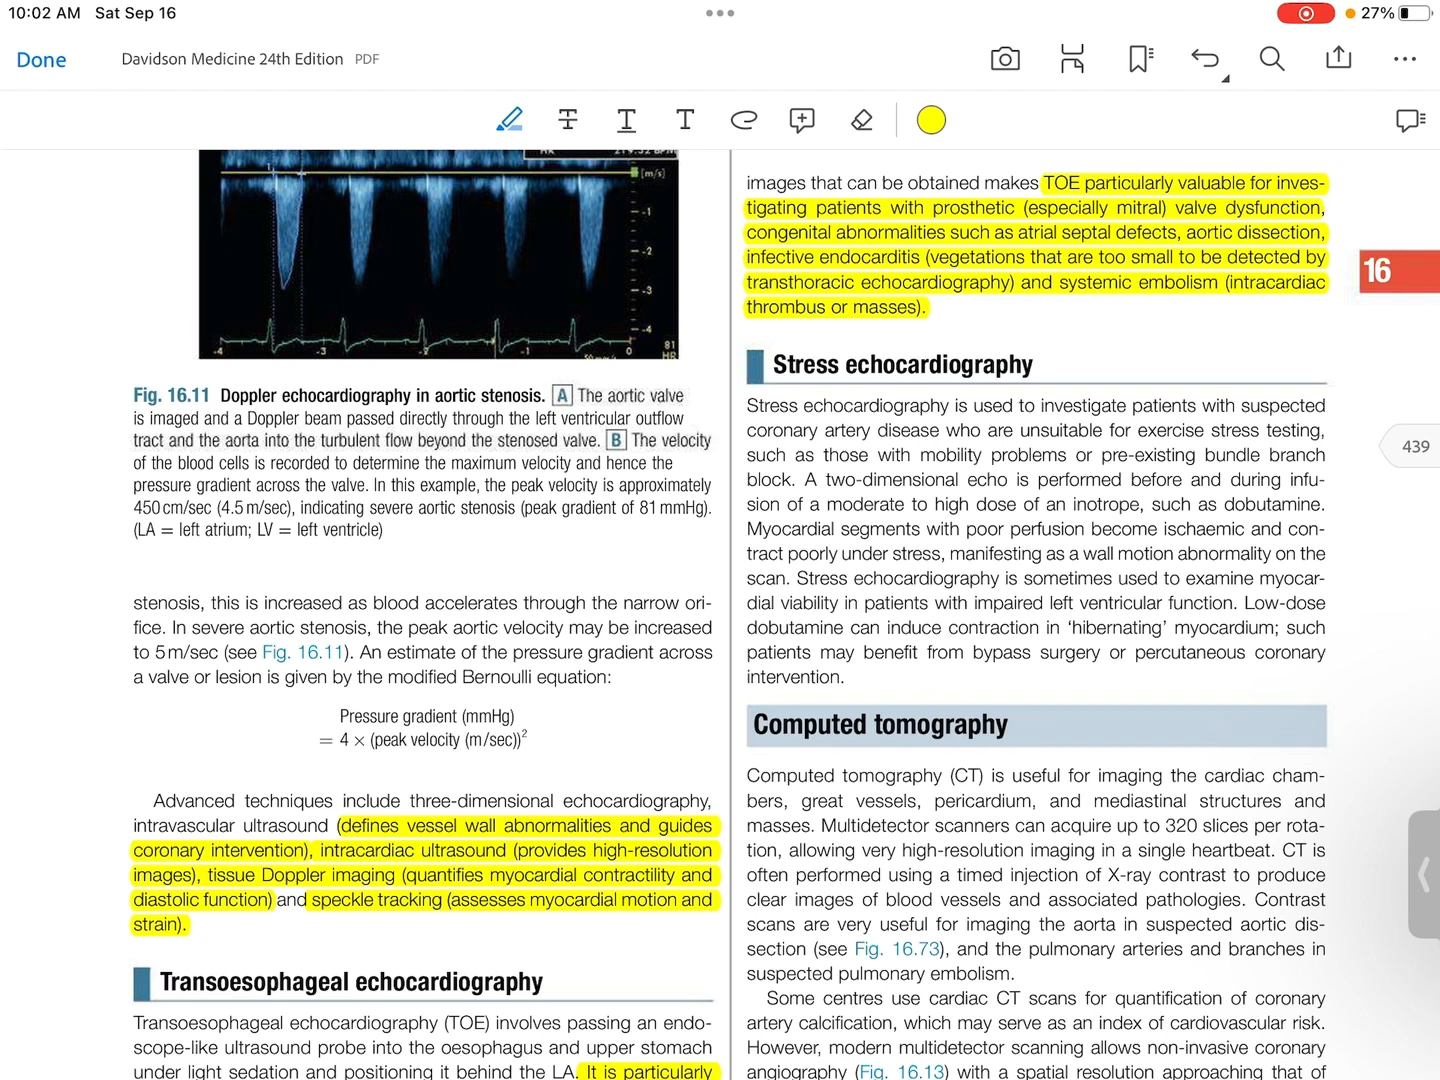 10:02 AM Sat Sep 16
27%
Done
Davidson Medicine 24th Edition PDF
[m/s]
-1
-2
-3
-4
-4 -3 -2 -1 0
81
HR
Fig. 16.11 Doppler echocardiography in aortic stenosis. A The aortic valve
is imaged and a Doppler beam passed directly through the left ventricular outflow
tract and the aorta into the turbulent flow beyond the stenosed valve. B The velocity
of the blood cells is recorded to determine the maximum velocity and hence the
pressure gradient across the valve. In this example, the peak velocity is approximately
450 cm/sec (4.5 m/sec), indicating severe aortic stenosis (peak gradient of 81 mmHg).
(LA = left atrium; LV = left ventricle)
stenosis, this is increased as blood accelerates through the narrow ori-
fice. In severe aortic stenosis, the peak aortic velocity may be increased
to 5 m/sec (see Fig. 16.11). An estimate of the pressure gradient across
a valve or lesion is given by the modified Bernoulli equation:
Pressure gradient (mmHg)
= 4 × (peak velocity (m/sec))²
Advanced techniques include three-dimensional echocardiography,
intravascular ultrasound (defines vessel wall abnormalities and guides
coronary intervention), intracardiac ultrasound (provides high-resolution
images), tissue Doppler imaging (quantifies myocardial contractility and
diastolic function) and speckle tracking (assesses myocardial motion and
strain).
Transoesophageal echocardiography
Transoesophageal echocardiography (TOE) involves passing an endo-
scope-like ultrasound probe into the oesophagus and upper stomach
under light sedation and positioning it behind the LA. It is particularly
images that can be obtained makes TOE particularly valuable for inves-
tigating patients with prosthetic (especially mitral) valve dysfunction,
congenital abnormalities such as atrial septal defects, aortic dissection,
infective endocarditis (vegetations that are too small to be detected by
transthoracic echocardiography) and systemic embolism (intracardiac
thrombus or masses).
Stress echocardiography
Stress echocardiography is used to investigate patients with suspected
coronary artery disease who are unsuitable for exercise stress testing,
such as those with mobility problems or pre-existing bundle branch
block. A two-dimensional echo is performed before and during infu-
sion of a moderate to high dose of an inotrope, such as dobutamine.
Myocardial segments with poor perfusion become ischaemic and con-
tract poorly under stress, manifesting as a wall motion abnormality on the
scan. Stress echocardiography is sometimes used to examine myocar-
dial viability in patients with impaired left ventricular function. Low-dose
dobutamine can induce contraction in ‘hibernating’ myocardium; such
patients may benefit from bypass surgery or percutaneous coronary
intervention.
Computed tomography
Computed tomography (CT) is useful for imaging the cardiac cham-
bers, great vessels, pericardium, and mediastinal structures and
masses. Multidetector scanners can acquire up to 320 slices per rota-
tion, allowing very high-resolution imaging in a single heartbeat. CT is
often performed using a timed injection of X-ray contrast to produce
clear images of blood vessels and associated pathologies. Contrast
scans are very useful for imaging the aorta in suspected aortic dis-
section (see Fig. 16.73), and the pulmonary arteries and branches in
suspected pulmonary embolism.
Some centres use cardiac CT scans for quantification of coronary
artery calcification, which may serve as an index of cardiovascular risk.
However, modern multidetector scanning allows non-invasive coronary
angiography (Fig. 16.13) with a spatial resolution approaching that of
16
439